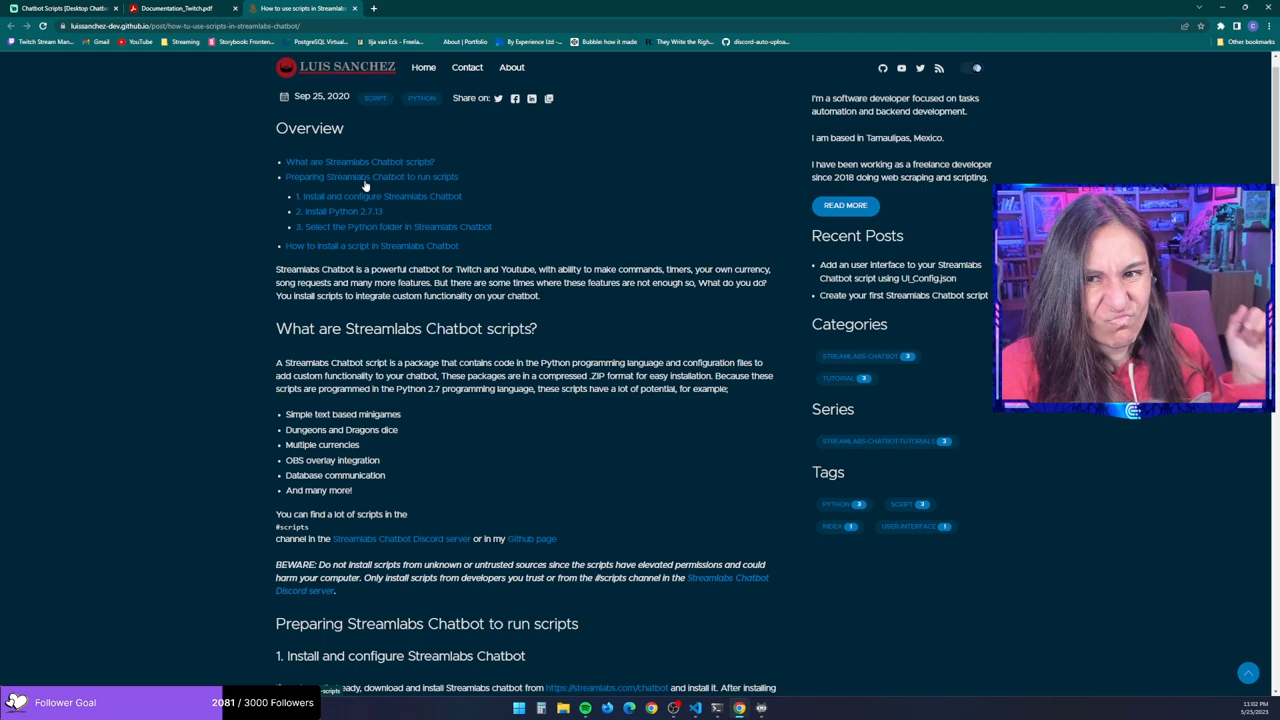 Chatbot Scripts [Desktop Chatb
Documentation_Twitch.pdf
How to use scripts in Streamlabs
luissanchez-dev.github.io/post/how-tu-use-scripts-in-streamlabs-chatbot/
Twitch Stream Man...
Gmail
YouTube
Streaming
Storybook: Fronten...
PostgreSQL Virtual...
Ilja van Eck - Freela...
About | Portfolio
By Experience Ltd -...
Bubble: how it made
They Write the Righ...
discord-auto-uploa...
Other bookmarks
LUIS SANCHEZ
Home
Contact
About
Sep 25, 2020
SCRIPT
PYTHON
Share on:
Overview
What are Streamlabs Chatbot scripts?
Preparing Streamlabs Chatbot to run scripts
1. Install and configure Streamlabs Chatbot
2. Install Python 2.7.13
3. Select the Python folder in Streamlabs Chatbot
How to install a script in Streamlabs Chatbot
Streamlabs Chatbot is a powerful chatbot for Twitch and Youtube, with ability to make commands, timers, your own currency,
song requests and many more features. But there are some times where these features are not enough so, What do you do?
You install scripts to integrate custom functionality on your chatbot.
What are Streamlabs Chatbot scripts?
A Streamlabs Chatbot script is a package that contains code in the Python programming language and configuration files to
add custom functionality to your chatbot, These packages are in a compressed .ZIP format for easy installation. Because these
scripts are programmed in the Python 2.7 programming language, these scripts have a lot of potential, for example;
Simple text based minigames
Dungeons and Dragons dice
Multiple currencies
OBS overlay integration
Database communication
And many more!
You can find a lot of scripts in the
#scripts
channel in the Streamlabs Chatbot Discord server or in my Github page
BEWARE: Do not install scripts from unknown or untrusted sources since the scripts have elevated permissions and could
harm your computer. Only install scripts from developers you trust or from the #scripts channel in the Streamlabs Chatbot
Discord server.
Preparing Streamlabs Chatbot to run scripts
1. Install and configure Streamlabs Chatbot
eady, download and install Streamlabs chatbot from https://streamlabs.com/chatbot and install it. After installing
I'm a software developer focused on tasks
automation and backend development.
I am based in Tamaulipas, Mexico.
I have been working as a freelance developer
since 2018 doing web scraping and scripting.
READ MORE
Recent Posts
Add an user interface to your Streamlabs
Chatbot script using UI_Config.json
Create your first Streamlabs Chatbot script
Categories
STREAMLABS-CHATBOT 3
TUTORIAL 3
Series
STREAMLABS-CHATBOT-TUTORIALS 3
Tags
PYTHON 3
SCRIPT 3
INDEX 1
USER-INTERFACE 1
-scripts
Follower Goal
2081 / 3000 Followers
11:02 PM
5/25/2023